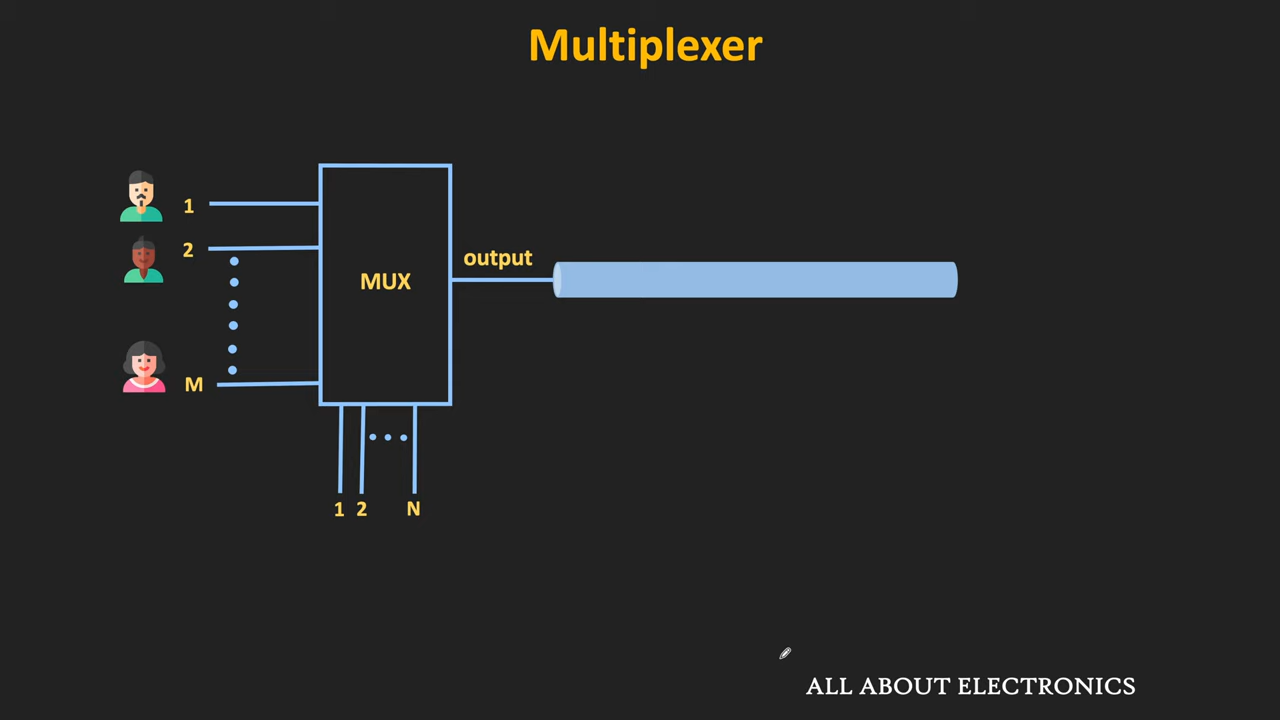 Multiplexer
1
2
M
MUX
output
1 2 N
ALL ABOUT ELECTRONICS